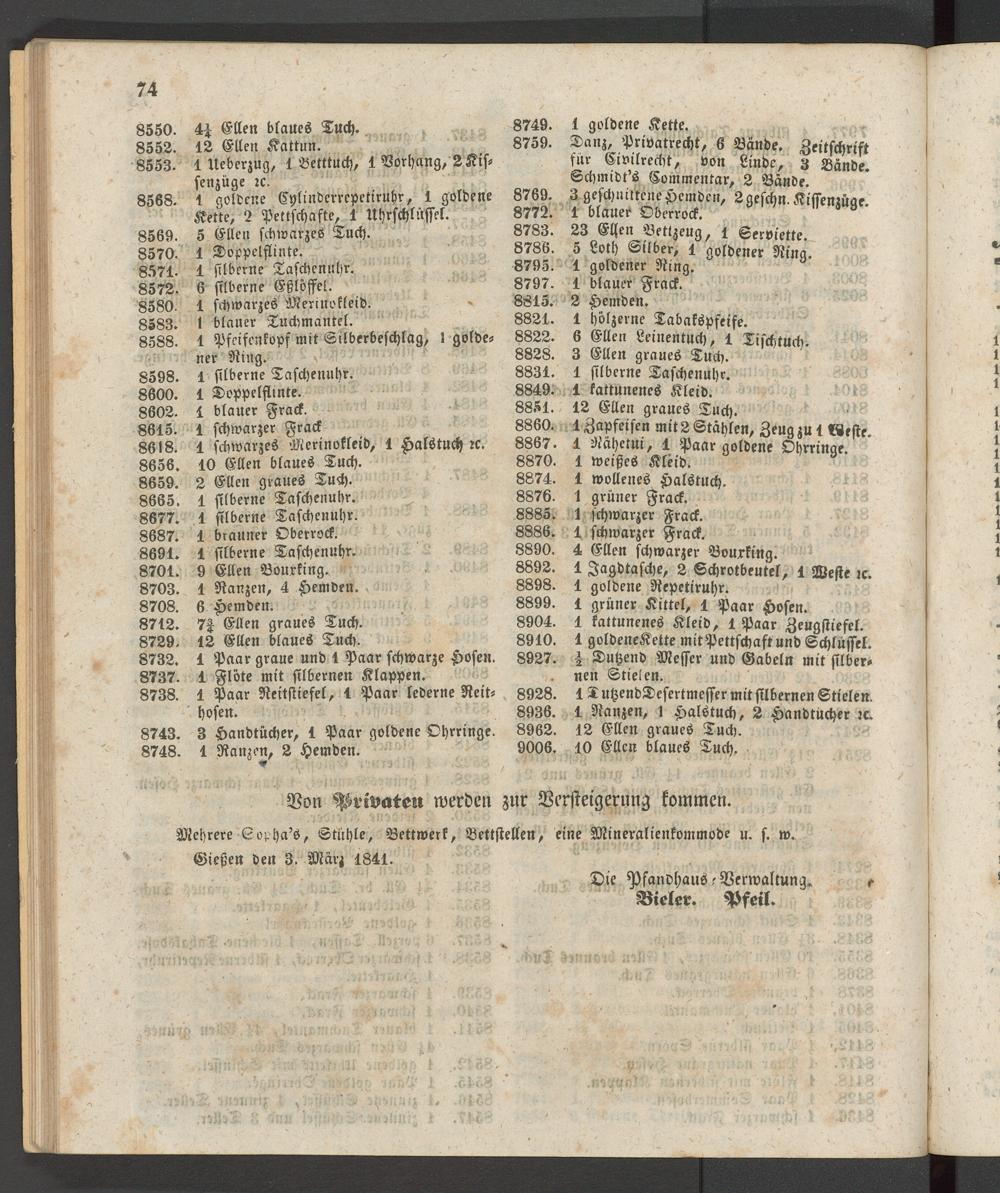 74
8550. 4¼ Ellen blaues Tuch.
8552. 12 Ellen Kattun.
8553. 1 Ueberzug, 1 Betttuch, 1 Vorhang, 2 Kis-
senzüge ꝛc.
8568. 1 goldene Cylinderrepetiruhr, 1 goldene
Kette, 2 Pettschafte, 1 Uhrschlüssel.
8569. 5 Ellen schwarzes Tuch.
8570. 1 Doppelflinte.
8571. 1 silberne Taschenuhr.
8572. 6 silberne Eßlöffel.
8580. 1 schwarzes Merinokleid.
8583. 1 blauer Tuchmantel.
8588. 1 Pfeifenkopf mit Silberbeschlag, 1 golde-
ner Ring.
8598. 1 silberne Taschenuhr.
8600. 1 Doppelflinte.
8602. 1 blauer Frack.
8615. 1 schwarzer Frack
8618. 1 schwarzes Merinokleid, 1 Halstuch ꝛc.
8656. 10 Ellen blaues Tuch.
8659. 2 Ellen graues Tuch.
8665. 1 silberne Taschenuhr.
8677. 1 silberne Taschenuhr.
8687. 1 brauner Oberrock.
8691. 1 silberne Taschenuhr.
8701. 9 Ellen Bourking.
8703. 1 Ranzen, 4 Hemden.
8708. 6 Hemden.
8712. 7¾ Ellen graues Tuch.
8729. 12 Ellen blaues Tuch.
8732. 1 Paar graue und 1 Paar schwarze Hosen.
8737. 1 Flöte mit silbernen Klappen.
8738. 1 Paar Reitstiefel, 1 Paar lederne Reit-
hosen.
8743. 3 Handtücher, 1 Paar goldene Ohrringe.
8748. 1 Ranzen, 2 Hemden.
8749. 1 goldene Kette.
8759. Danz, Privatrecht, 6 Bände. Zeitschrift
für Civilrecht, von Linde, 3 Bände.
Schmidt's Commentar, 2 Bände.
8769. 3 geschnittene Hemden, 2 geschn. Kissenzüge.
8772. 1 blauer Oberrock.
8783. 23 Ellen Bettzeug, 1 Serviette.
8786. 5 Loth Silber, 1 goldener Ring.
8795. 1 goldener Ring.
8797. 1 blauer Frack.
8815. 2 Hemden.
8821. 1 hölzerne Tabakspfeife.
8822. 6 Ellen Leinentuch, 1 Tischtuch.
8828. 3 Ellen graues Tuch.
8831. 1 silberne Taschenuhr.
8849. 1 kattunenes Kleid.
8851. 12 Ellen graues Tuch.
8860. 1 Zapfeisen mit 2 Stählen, Zeug zu 1 Weste.
8867. 1 Nähetui, 1 Paar goldene Ohrringe.
8870. 1 weißes Kleid.
8874. 1 wollenes Halstuch.
8876. 1 grüner Frack.
8885. 1 schwarzer Frack.
8886. 1 schwarzer Frack.
8890. 4 Ellen schwarzer Bourking.
8892. 1 Jagdtasche, 2 Schrotbeutel, 1 Weste ꝛc.
8898. 1 goldene Repetiruhr.
8899. 1 grüner Kittel, 1 Paar Hosen.
8904. 1 kattunenes Kleid, 1 Paar Zeugstiefel.
8910. 1 goldene Kette mit Pettschaft und Schlüssel.
8927. ½ Dutzend Messer und Gabeln mit silber-
nen Stielen.
8928. 1 Dutzend Desertmesser mit silbernen Stielen.
8936. 1 Ranzen, 1 Halstuch, 2 Handtücher ꝛc.
8962. 12 Ellen graues Tuch.
9006. 10 Ellen blaues Tuch.
Von Privaten werden zur Versteigerung kommen.
Mehrere Sopha's, Stühle, Bettwerk, Bettstellen, eine Mineralienkommode u. s. w.
Gießen den 3. März 1841.
Die Pfandhaus-Verwaltung.
Bieler. Pfeil.